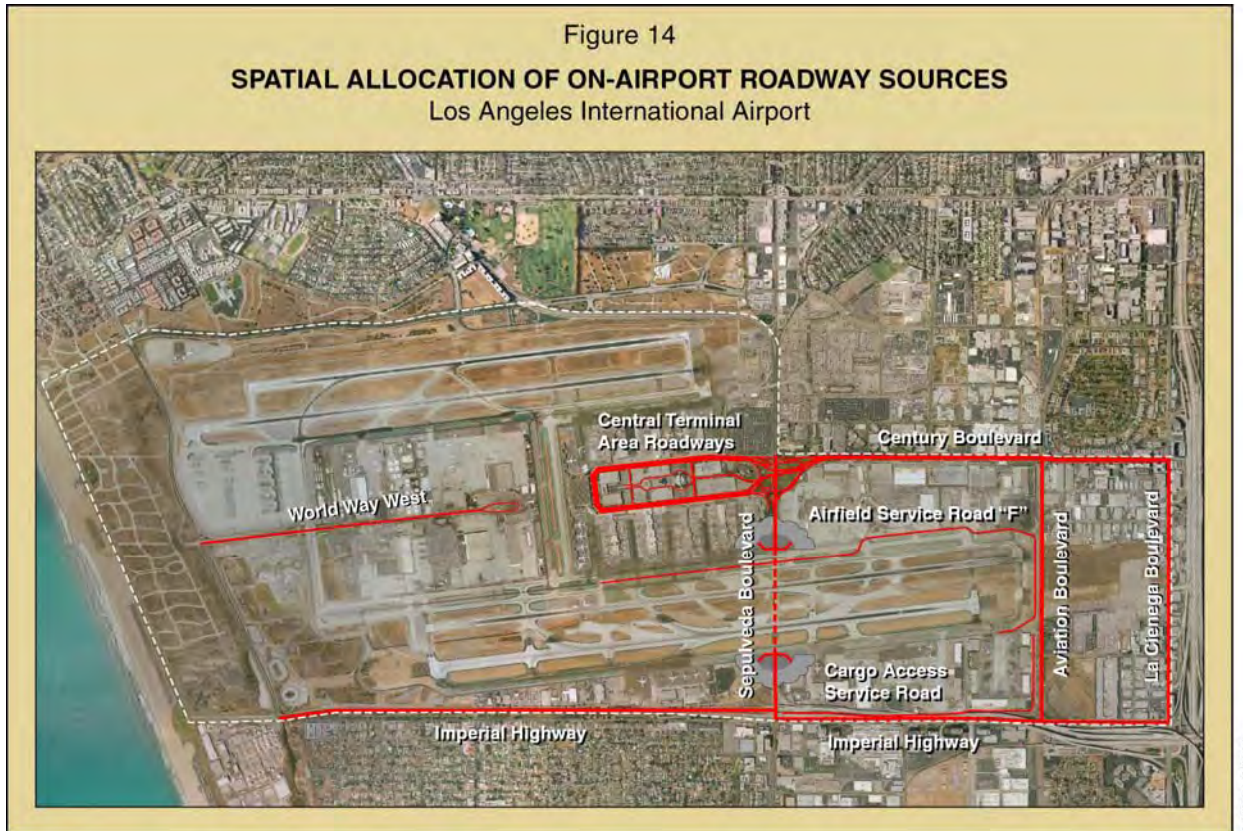 Figure 14
SPATIAL ALLOCATION OF ON-AIRPORT ROADWAY SOURCES
Los Angeles International Airport
Central Terminal
Area Roadways
Century Boulevard
World Way West
Airfield Service Road "F"
Sepulveda Boulevard
Aviation Boulevard
La Cienega Boulevard
Cargo Access
Service Road
Imperial Highway
Imperial Highway